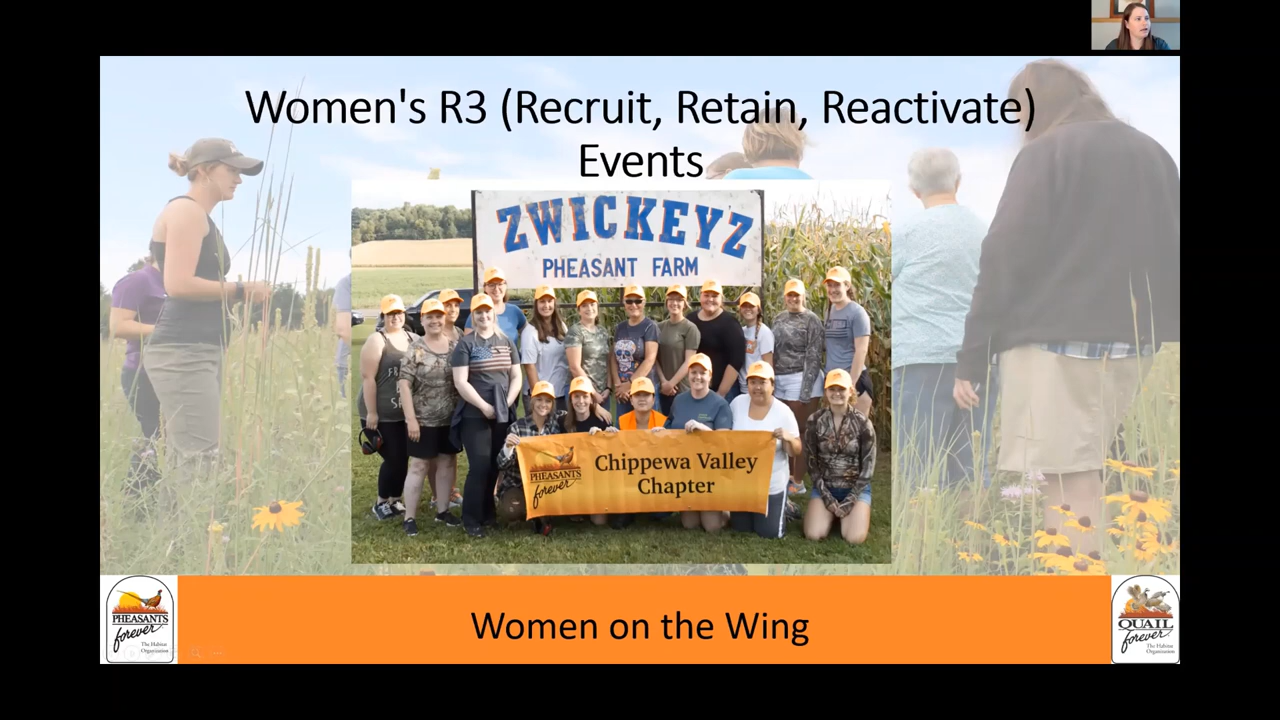 Women's R3 (Recruit, Retain, Reactivate)
Events
ZWICKEYZ
PHEASANT FARM
PHEASANTS
forever
Chippewa Valley
Chapter
PHEASANTS
forever
The Habitat
Organization
Women on the Wing
QUAIL
forever
The Habitat
Organization